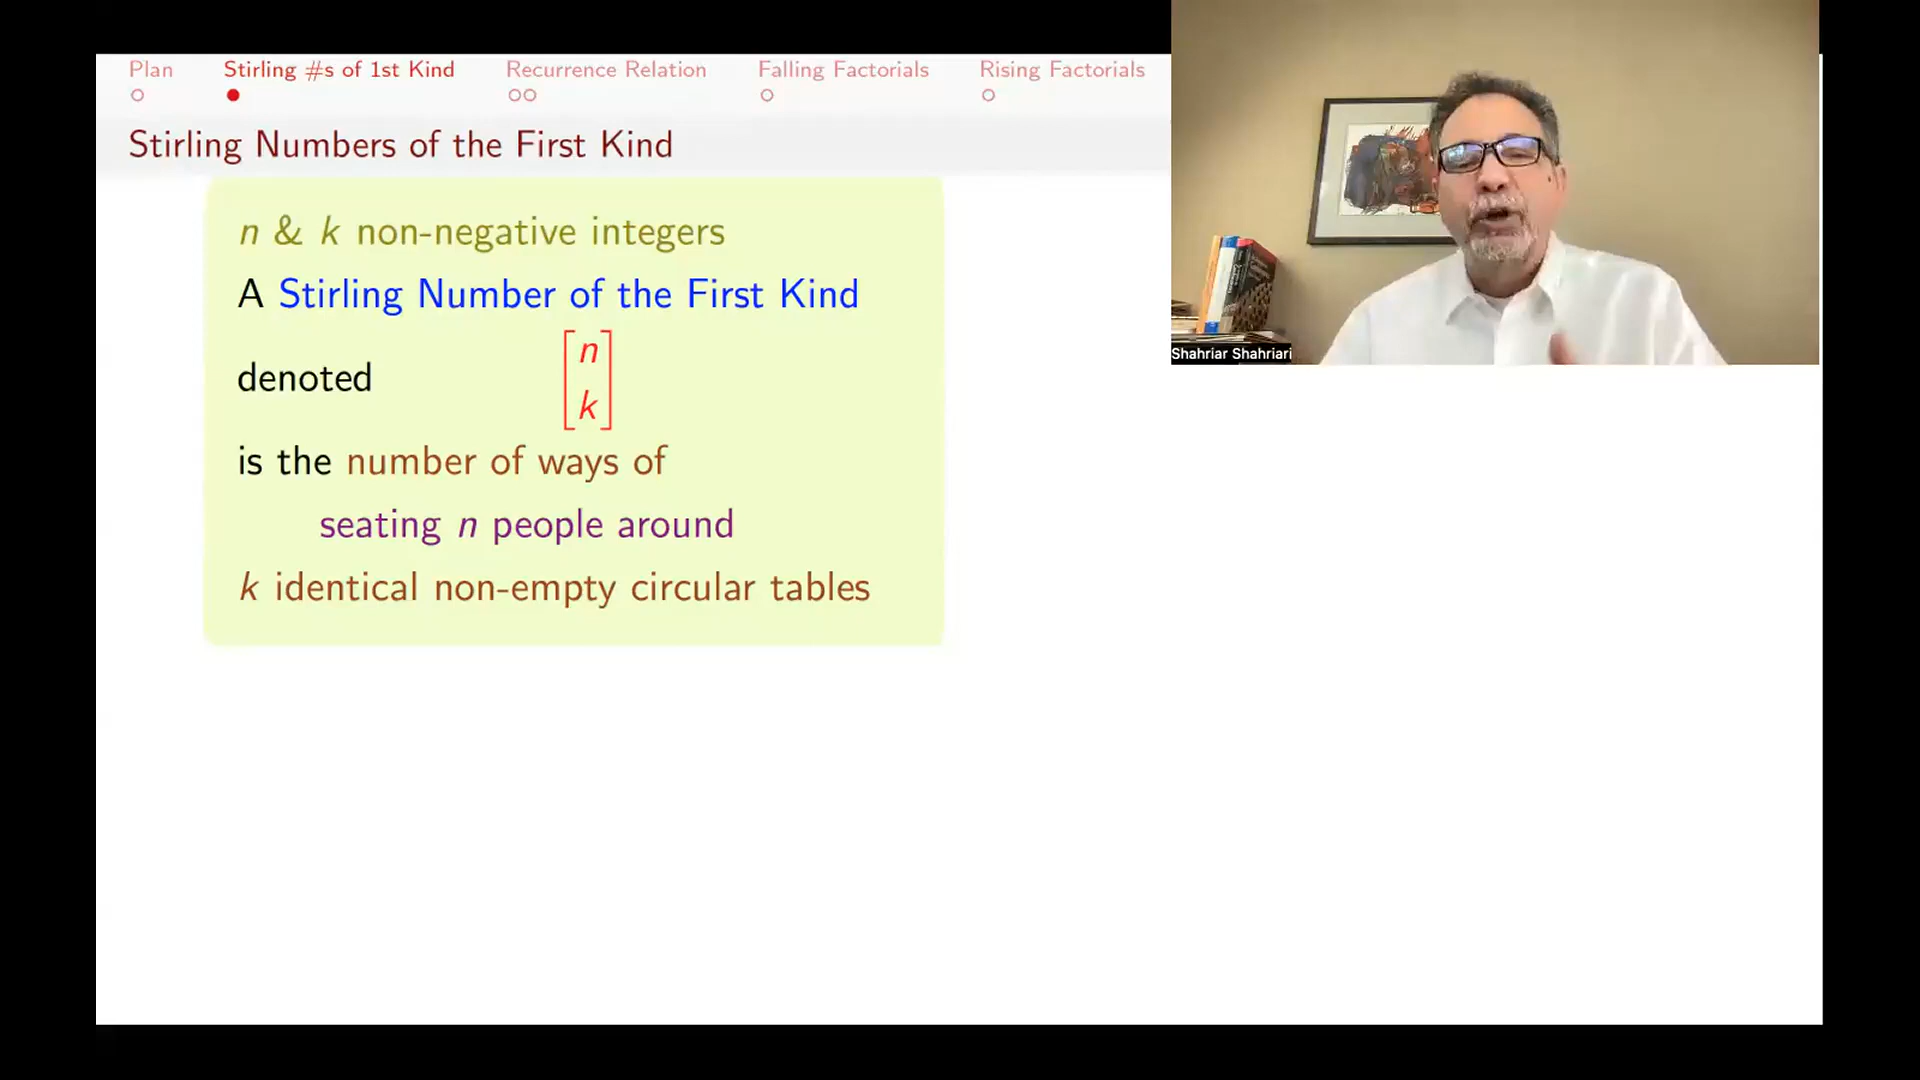 Plan Stirling #s of 1st Kind Recurrence Relation Falling Factorials Rising Factorials
Stirling Numbers of the First Kind
n & k non-negative integers
A Stirling Number of the First Kind
denoted [n k]
is the number of ways of
seating n people around
k identical non-empty circular tables
Shahriar Shahriari